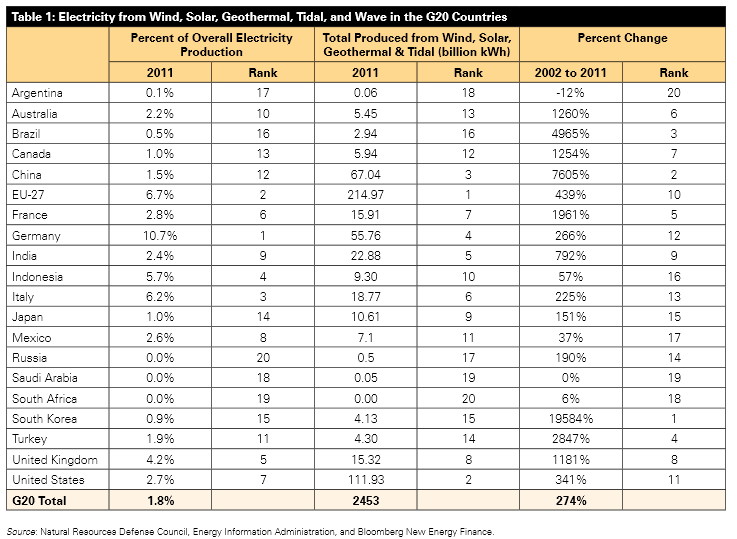 Table 1: Electricity from Wind, Solar, Geothermal, Tidal, and Wave in the G20 Countries
Percent of Overall Electricity Production Total Produced from Wind, Solar, Geothermal & Tidal (billion kWh) Percent Change
2011 Rank 2011 Rank 2002 to 2011 Rank
Argentina 0.1% 17 0.06 18 -12% 20
Australia 2.2% 10 5.45 13 1260% 6
Brazil 0.5% 16 2.94 16 4965% 3
Canada 1.0% 13 5.94 12 1254% 7
China 1.5% 12 67.04 3 7605% 2
EU-27 6.7% 2 214.97 1 439% 10
France 2.8% 6 15.91 7 1961% 5
Germany 10.7% 1 55.76 4 266% 12
India 2.4% 9 22.88 5 792% 9
Indonesia 5.7% 4 9.30 10 57% 16
Italy 6.2% 3 18.77 6 225% 13
Japan 1.0% 14 10.61 9 151% 15
Mexico 2.6% 8 7.1 11 37% 17
Russia 0.0% 20 0.5 17 190% 14
Saudi Arabia 0.0% 18 0.05 19 0% 19
South Africa 0.0% 19 0.00 20 6% 18
South Korea 0.9% 15 4.13 15 19584% 1
Turkey 1.9% 11 4.30 14 2847% 4
United Kingdom 4.2% 5 15.32 8 1181% 8
United States 2.7% 7 111.93 2 341% 11
G20 Total 1.8% 2453 274%
Source: Natural Resources Defense Council, Energy Information Administration, and Bloomberg New Energy Finance.